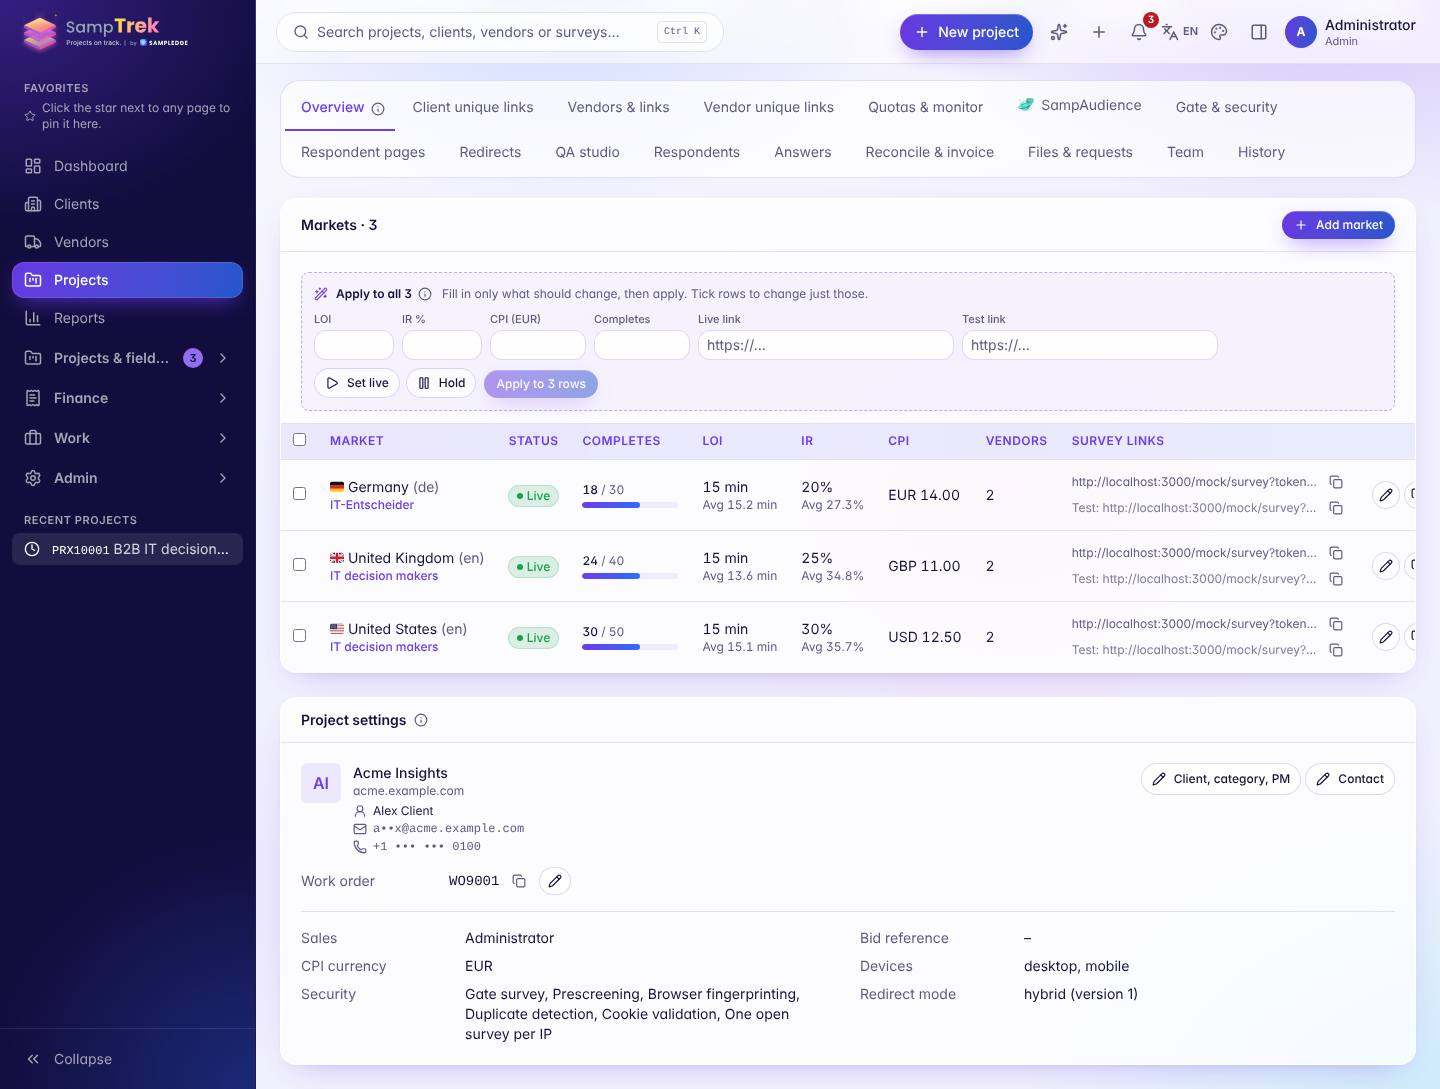 SampTrek
Projects on track. | by SAMPLEDGE
Search projects, clients, vendors or surveys...
Ctrl K
New project
3
EN
A
Administrator
Admin
FAVORITES
Click the star next to any page to
pin it here.
Dashboard
Clients
Vendors
Projects
Reports
Projects & field...
3
Finance
Work
Admin
RECENT PROJECTS
PRX10001 B2B IT decision...
Collapse
Overview
Client unique links
Vendors & links
Vendor unique links
Quotas & monitor
SampAudience
Gate & security
Respondent pages
Redirects
QA studio
Respondents
Answers
Reconcile & invoice
Files & requests
Team
History
Markets · 3
Add market
Apply to all 3
Fill in only what should change, then apply. Tick rows to change just those.
LOI
IR %
CPI (EUR)
Completes
Live link
Test link
https://...
https://...
Set live
Hold
Apply to 3 rows
MARKET
STATUS
COMPLETES
LOI
IR
CPI
VENDORS
SURVEY LINKS
Germany (de)
IT-Entscheider
Live
18 / 30
15 min
Avg 15.2 min
20%
Avg 27.3%
EUR 14.00
2
http://localhost:3000/mock/survey?token...
Test: http://localhost:3000/mock/survey?...
United Kingdom (en)
IT decision makers
Live
24 / 40
15 min
Avg 13.6 min
25%
Avg 34.8%
GBP 11.00
2
http://localhost:3000/mock/survey?token...
Test: http://localhost:3000/mock/survey?...
United States (en)
IT decision makers
Live
30 / 50
15 min
Avg 15.1 min
30%
Avg 35.7%
USD 12.50
2
http://localhost:3000/mock/survey?token...
Test: http://localhost:3000/mock/survey?...
Project settings
AI
Acme Insights
acme.example.com
Alex Client
a••x@acme.example.com
+1 ••• ••• 0100
Client, category, PM
Contact
Work order
WO9001
Sales
Administrator
Bid reference
–
CPI currency
EUR
Devices
desktop, mobile
Security
Gate survey, Prescreening, Browser fingerprinting,
Duplicate detection, Cookie validation, One open
survey per IP
Redirect mode
hybrid (version 1)